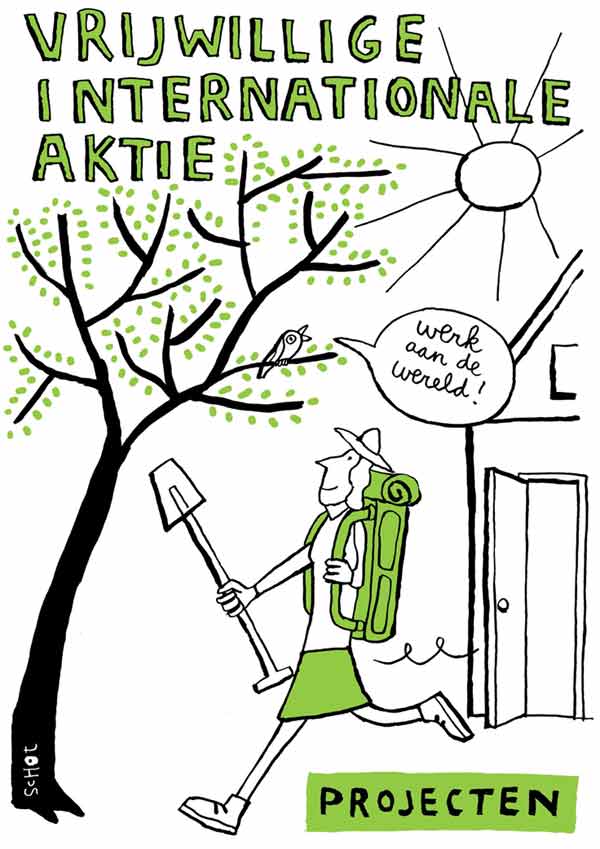 VRIJWILLIGE
INTERNATIONALE
AKTIE
werk
aan de
wereld!
SCHOT
PROJECTEN